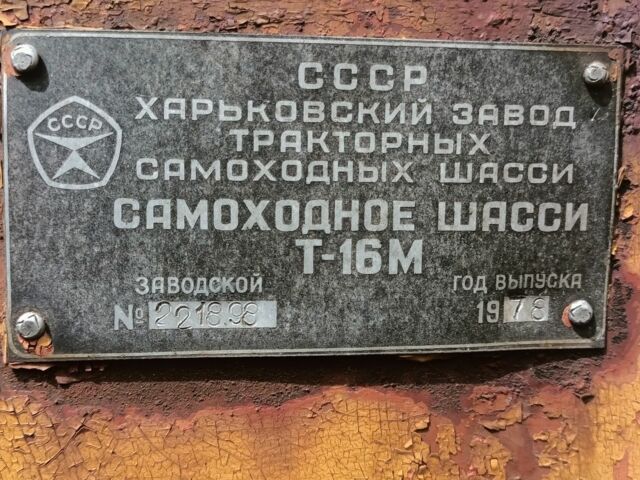 СССР
СССР
ХАРЬКОВСКИЙ ЗАВОД
ТРАКТОРНЫХ
САМОХОДНЫХ ШАССИ
САМОХОДНОЕ ШАССИ
Т-16М
ЗАВОДСКОЙ ГОД ВЫПУСКА
№ 221898 1978